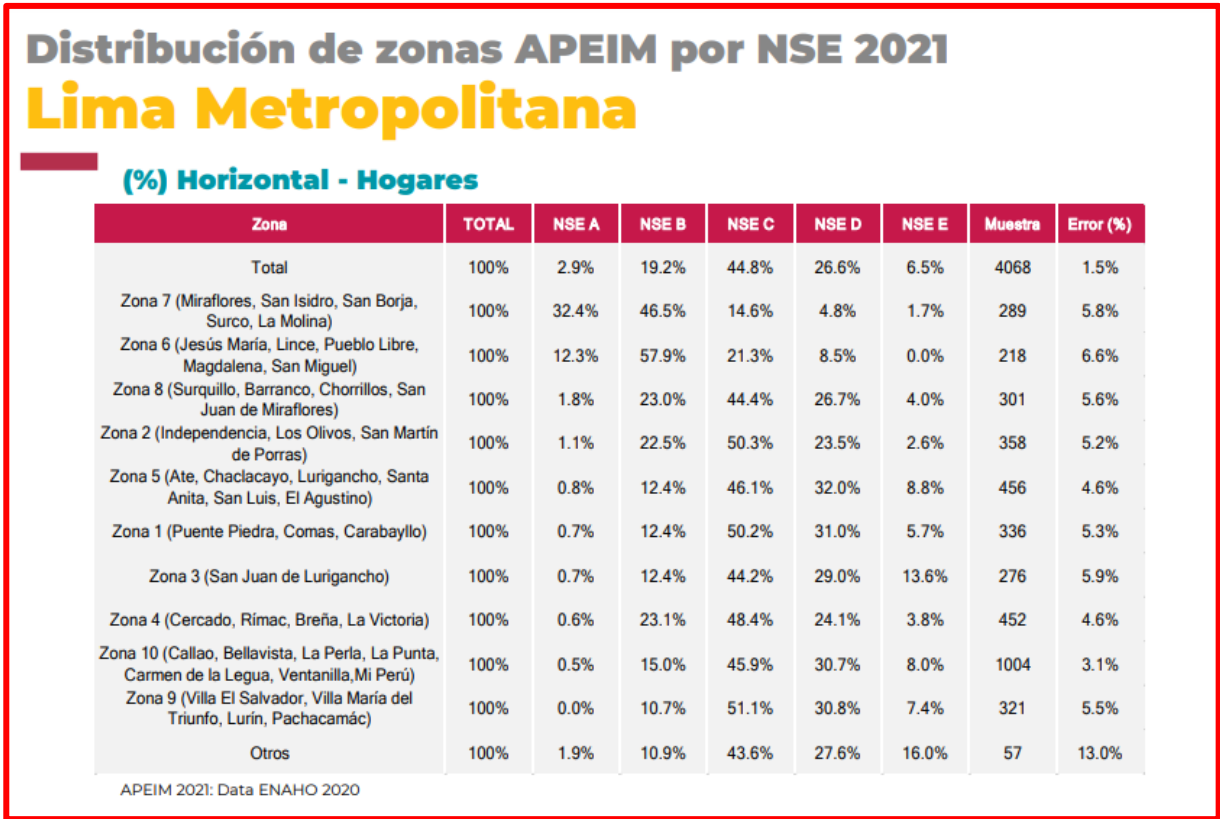 Distribución de zonas APEIM por NSE 2021
Lima Metropolitana
(%) Horizontal - Hogares
Zona TOTAL NSE A NSE B NSE C NSE D NSE E Muestra Error (%)
Total 100% 2.9% 19.2% 44.8% 26.6% 6.5% 4068 1.5%
Zona 7 (Miraflores, San Isidro, San Borja,
Surco, La Molina) 100% 32.4% 46.5% 14.6% 4.8% 1.7% 289 5.8%
Zona 6 (Jesús María, Lince, Pueblo Libre,
Magdalena, San Miguel) 100% 12.3% 57.9% 21.3% 8.5% 0.0% 218 6.6%
Zona 8 (Surquillo, Barranco, Chorrillos, San
Juan de Miraflores) 100% 1.8% 23.0% 44.4% 26.7% 4.0% 301 5.6%
Zona 2 (Independencia, Los Olivos, San Martín
de Porras) 100% 1.1% 22.5% 50.3% 23.5% 2.6% 358 5.2%
Zona 5 (Ate, Chaclacayo, Lurigancho, Santa
Anita, San Luis, El Agustino) 100% 0.8% 12.4% 46.1% 32.0% 8.8% 456 4.6%
Zona 1 (Puente Piedra, Comas, Carabayllo) 100% 0.7% 12.4% 50.2% 31.0% 5.7% 336 5.3%
Zona 3 (San Juan de Lurigancho) 100% 0.7% 12.4% 44.2% 29.0% 13.6% 276 5.9%
Zona 4 (Cercado, Rímac, Breña, La Victoria) 100% 0.6% 23.1% 48.4% 24.1% 3.8% 452 4.6%
Zona 10 (Callao, Bellavista, La Perla, La Punta,
Carmen de la Legua, Ventanilla,Mi Perú) 100% 0.5% 15.0% 45.9% 30.7% 8.0% 1004 3.1%
Zona 9 (Villa El Salvador, Villa María del
Triunfo, Lurín, Pachacamác) 100% 0.0% 10.7% 51.1% 30.8% 7.4% 321 5.5%
Otros 100% 1.9% 10.9% 43.6% 27.6% 16.0% 57 13.0%
APEIM 2021: Data ENAHO 2020